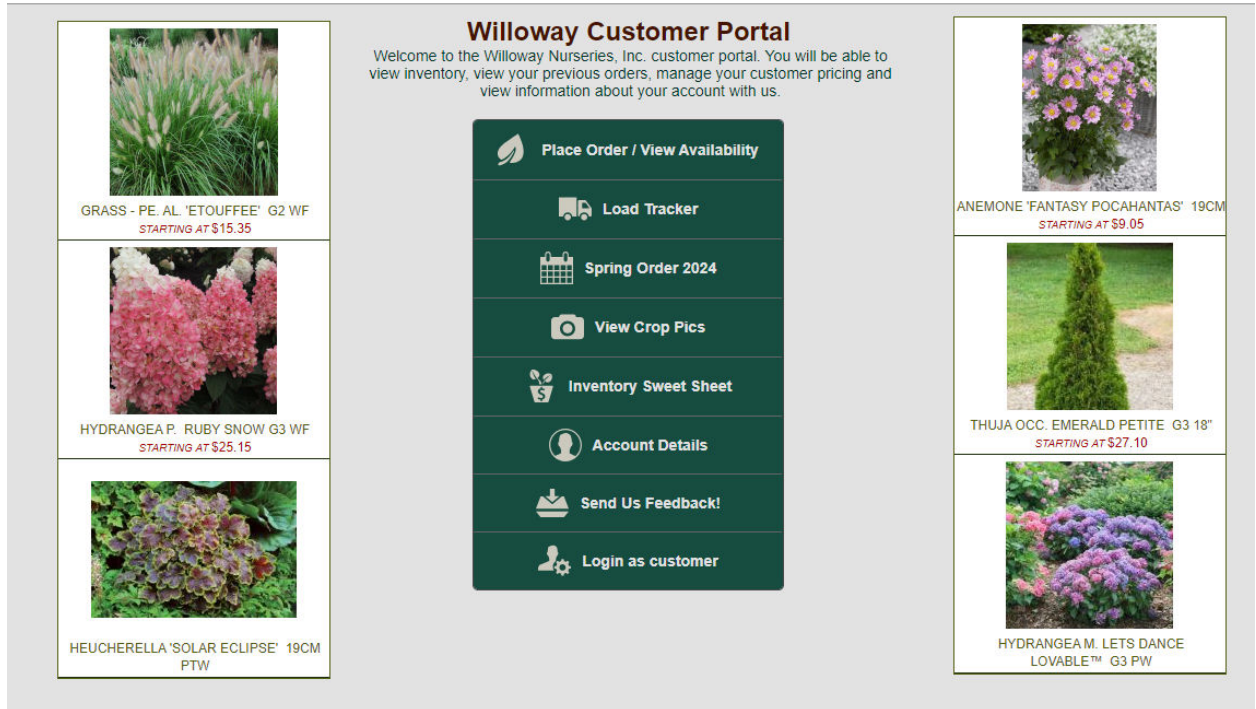 Willoway Customer Portal
Welcome to the Willoway Nurseries, Inc. customer portal. You will be able to
view inventory, view your previous orders, manage your customer pricing and
view information about your account with us.
GRASS - PE. AL. 'ETOUFFEE' G2 WF
STARTING AT $15.35
HYDRANGEA P. RUBY SNOW G3 WF
STARTING AT $25.15
HEUCHERELLA 'SOLAR ECLIPSE' 19CM
PTW
Place Order / View Availability
Load Tracker
Spring Order 2024
View Crop Pics
$
Inventory Sweet Sheet
Account Details
Send Us Feedback!
Login as customer
ANEMONE 'FANTASY POCAHANTAS' 19CM
STARTING AT $9.05
THUJA OCC. EMERALD PETITE G3 18"
STARTING AT $27.10
HYDRANGEA M. LETS DANCE
LOVABLE™ G3 PW